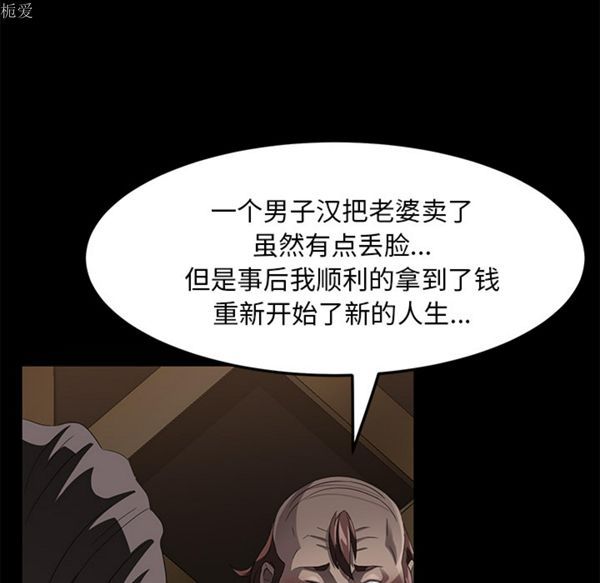 栀爱
一个男子汉把老婆卖了
虽然有点丢脸...
但是事后我顺利的拿到了钱
重新开始了新的人生...